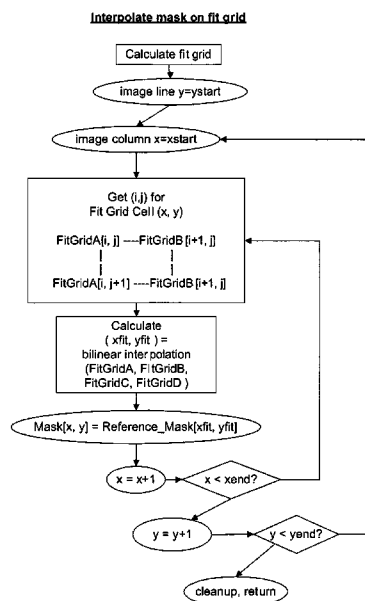 Interpolate mask on fit grid
Calculate fit grid
image line y=ystart
image column x=xstart
Get (i,j) for
Fit Grid Cell (x, y)
FitGridA[i, j] ----FitGridB [i+1, j]
| |
| |
FitGridA[i, j+1] ----FitGridB [i+1, j]
Calculate
( xfit, yfit ) =
bilinear interpolation
(FitGridA, FitGridB,
FitGridC, FitGridD )
Mask[x, y] = Reference_Mask[xfit, yfit]
x = x+1
x < xend?
y = y+1
y < yend?
cleanup, return